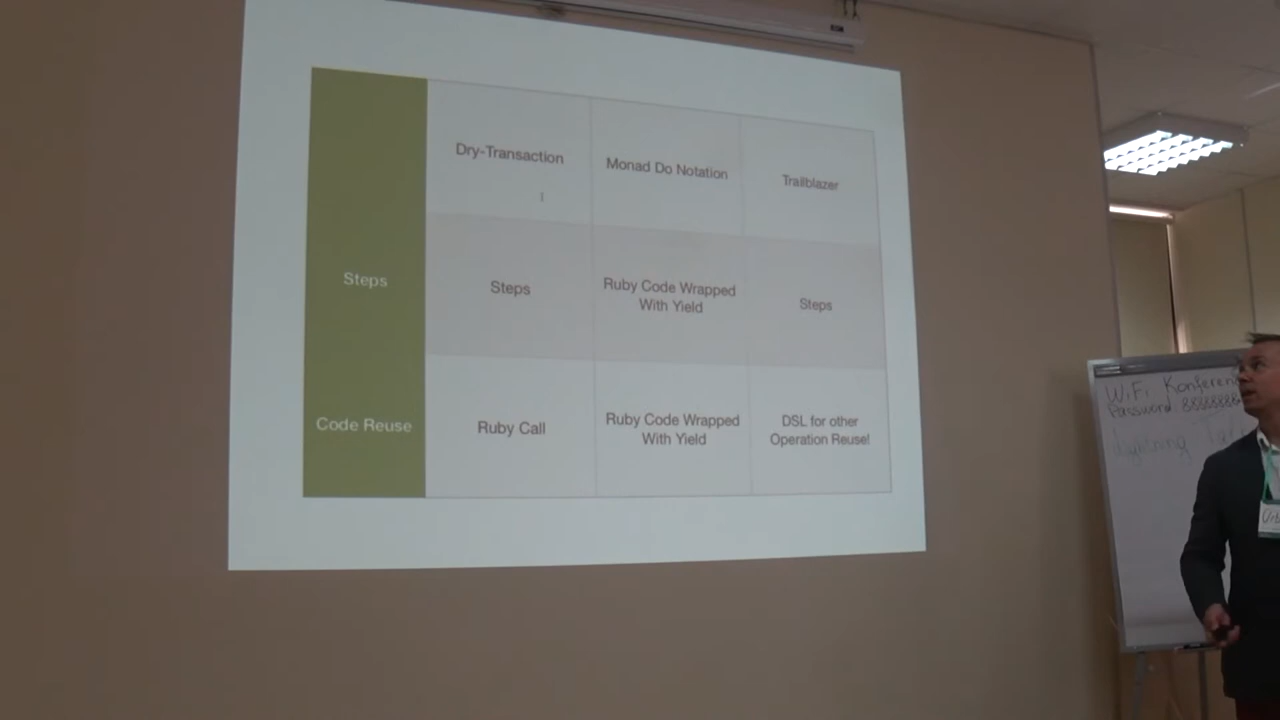 Dry-Transaction
Monad Do Notation
Trailblazer
Steps
Steps
Ruby Code Wrapped
With Yield
Steps
Code Reuse
Ruby Call
Ruby Code Wrapped
With Yield
DSL for other
Operation Reuse!
WiFi Konferen
Password